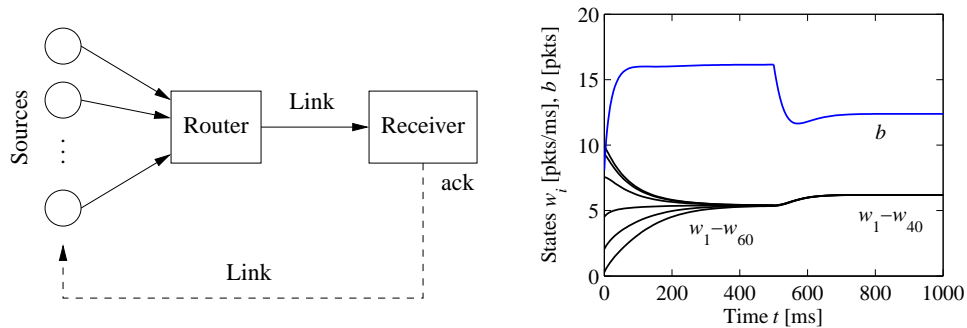 Sources
Router
Link
Receiver
ack
Link
States w_i [pkts/ms], b [pkts]
20
15
10
5
0
b
w_1–w_60
w_1–w_40
0
200
400
600
800
1000
Time t [ms]